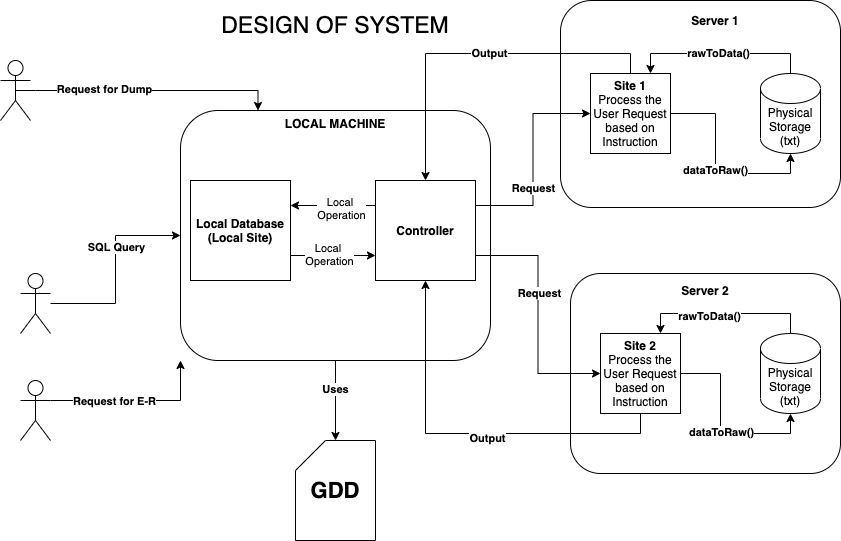 DESIGN OF SYSTEM
Server 1
Output
rawToData()
Request for Dump
Site 1
Process the
User Request
based on
Instruction
Physical
Storage
(txt)
LOCAL MACHINE
dataToRaw()
Request
Local
Operation
Local Database
(Local Site)
Controller
SQL Query
Local
Operation
Request
Server 2
rawToData()
Site 2
Process the
User Request
based on
Instruction
Physical
Storage
(txt)
Uses
Request for E-R
Output
dataToRaw()
GDD